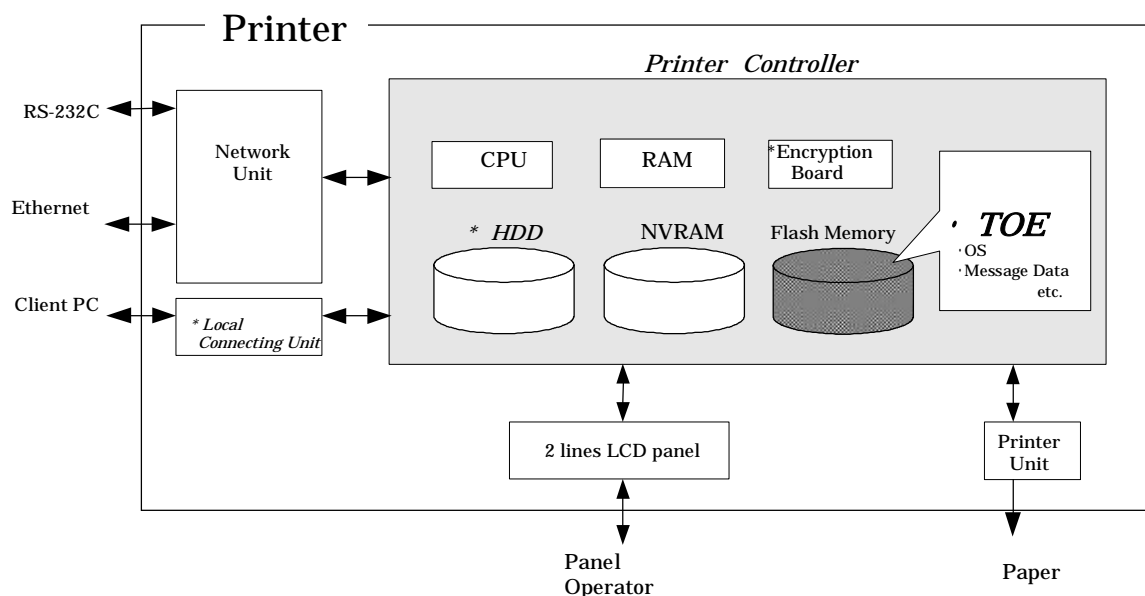 Printer
Printer Controller
RS-232C
Network
Unit
Ethernet
CPU
RAM
*Encryption
Board
* HDD
NVRAM
Flash Memory
· TOE
·OS
·Message Data
etc.
Client PC
* Local
Connecting Unit
2 lines LCD panel
Printer
Unit
Panel
Operator
Paper